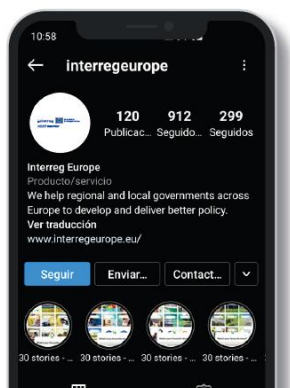 10:58
interregeurope
120 912 299
Publicac... Seguido... Seguidos
Interreg Europe
Producto/servicio
We help regional and local governments across
Europe to develop and deliver better policy.
Ver traducción
www.interregeurope.eu/
Seguir Enviar... Contact...
30 stories - ... 30 stories - ... 30 stories - ... 30 stories - ...